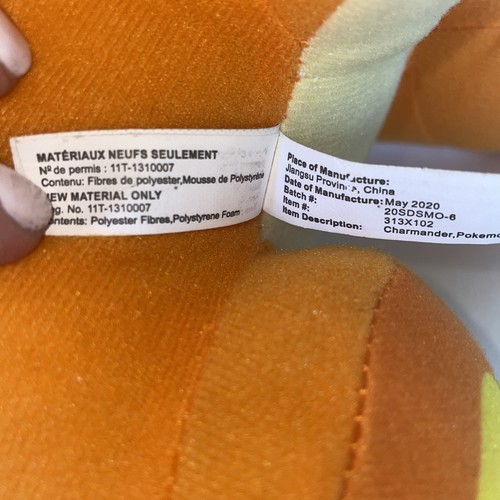 MATÉRIAUX NEUFS SEULEMENT
Nº de permis : 11T-1310007
Contenu: Fibres de polyester,Mousse de Polystyrène
NEW MATERIAL ONLY
Reg. No. 11T-1310007
Contents: Polyester Fibres,Polystyrene Foam
Place of Manufacture:
Jiangsu Province, China
Date of Manufacture: May 2020
Batch #: 20SDSMO-6
Item #: 313X102
Item Description: Charmander,Pokemo